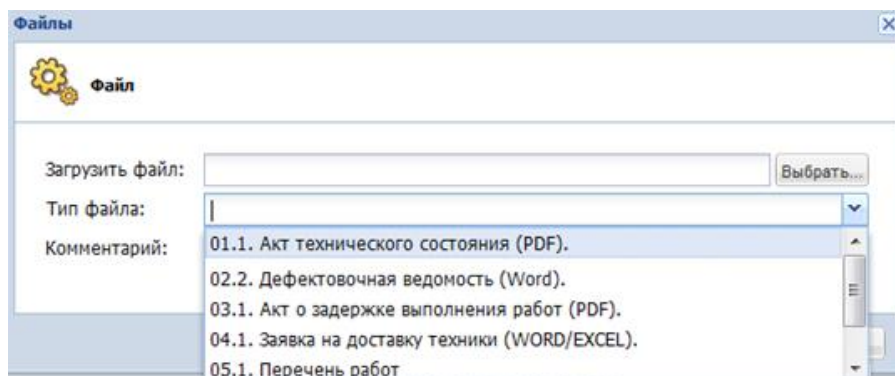 Файлы
Файл
Загрузить файл:
Выбрать...
Тип файла:
Комментарий:
01.1. Акт технического состояния (PDF).
02.2. Дефектовочная ведомость (Word).
03.1. Акт о задержке выполнения работ (PDF).
04.1. Заявка на доставку техники (WORD/EXCEL).
05.1. Перечень работ